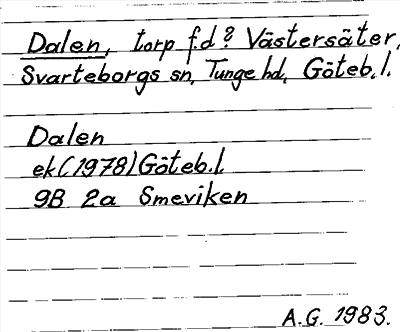 Dalen, torp f.d? Västersäter,
Svarteborgs sn, Tunge hd, Göteb.l.
Dalen
ek (1978) Göteb.l
9B 2a Smeviken
A.G. 1983.